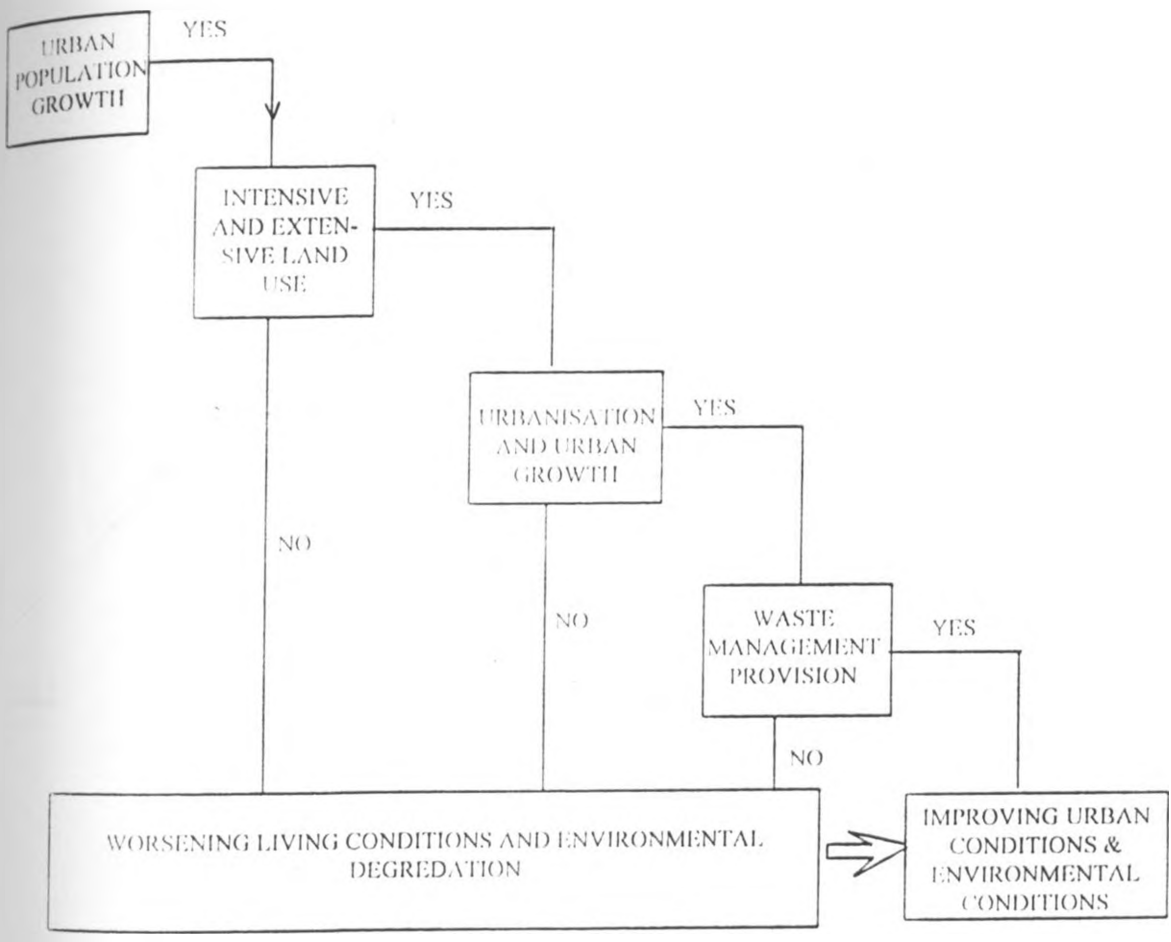 URBAN
POPULATION
GROWTH
YES
INTENSIVE
AND EXTEN-
SIVE LAND
USE
YES
URBANISATION
AND URBAN
GROWTH
YES
NO
NO
WASTE
MANAGEMENT
PROVISION
YES
NO
WORSENING LIVING CONDITIONS AND ENVIRONMENTAL
DEGREDATION
IMPROVING URBAN
CONDITIONS &
ENVIRONMENTAL
CONDITIONS